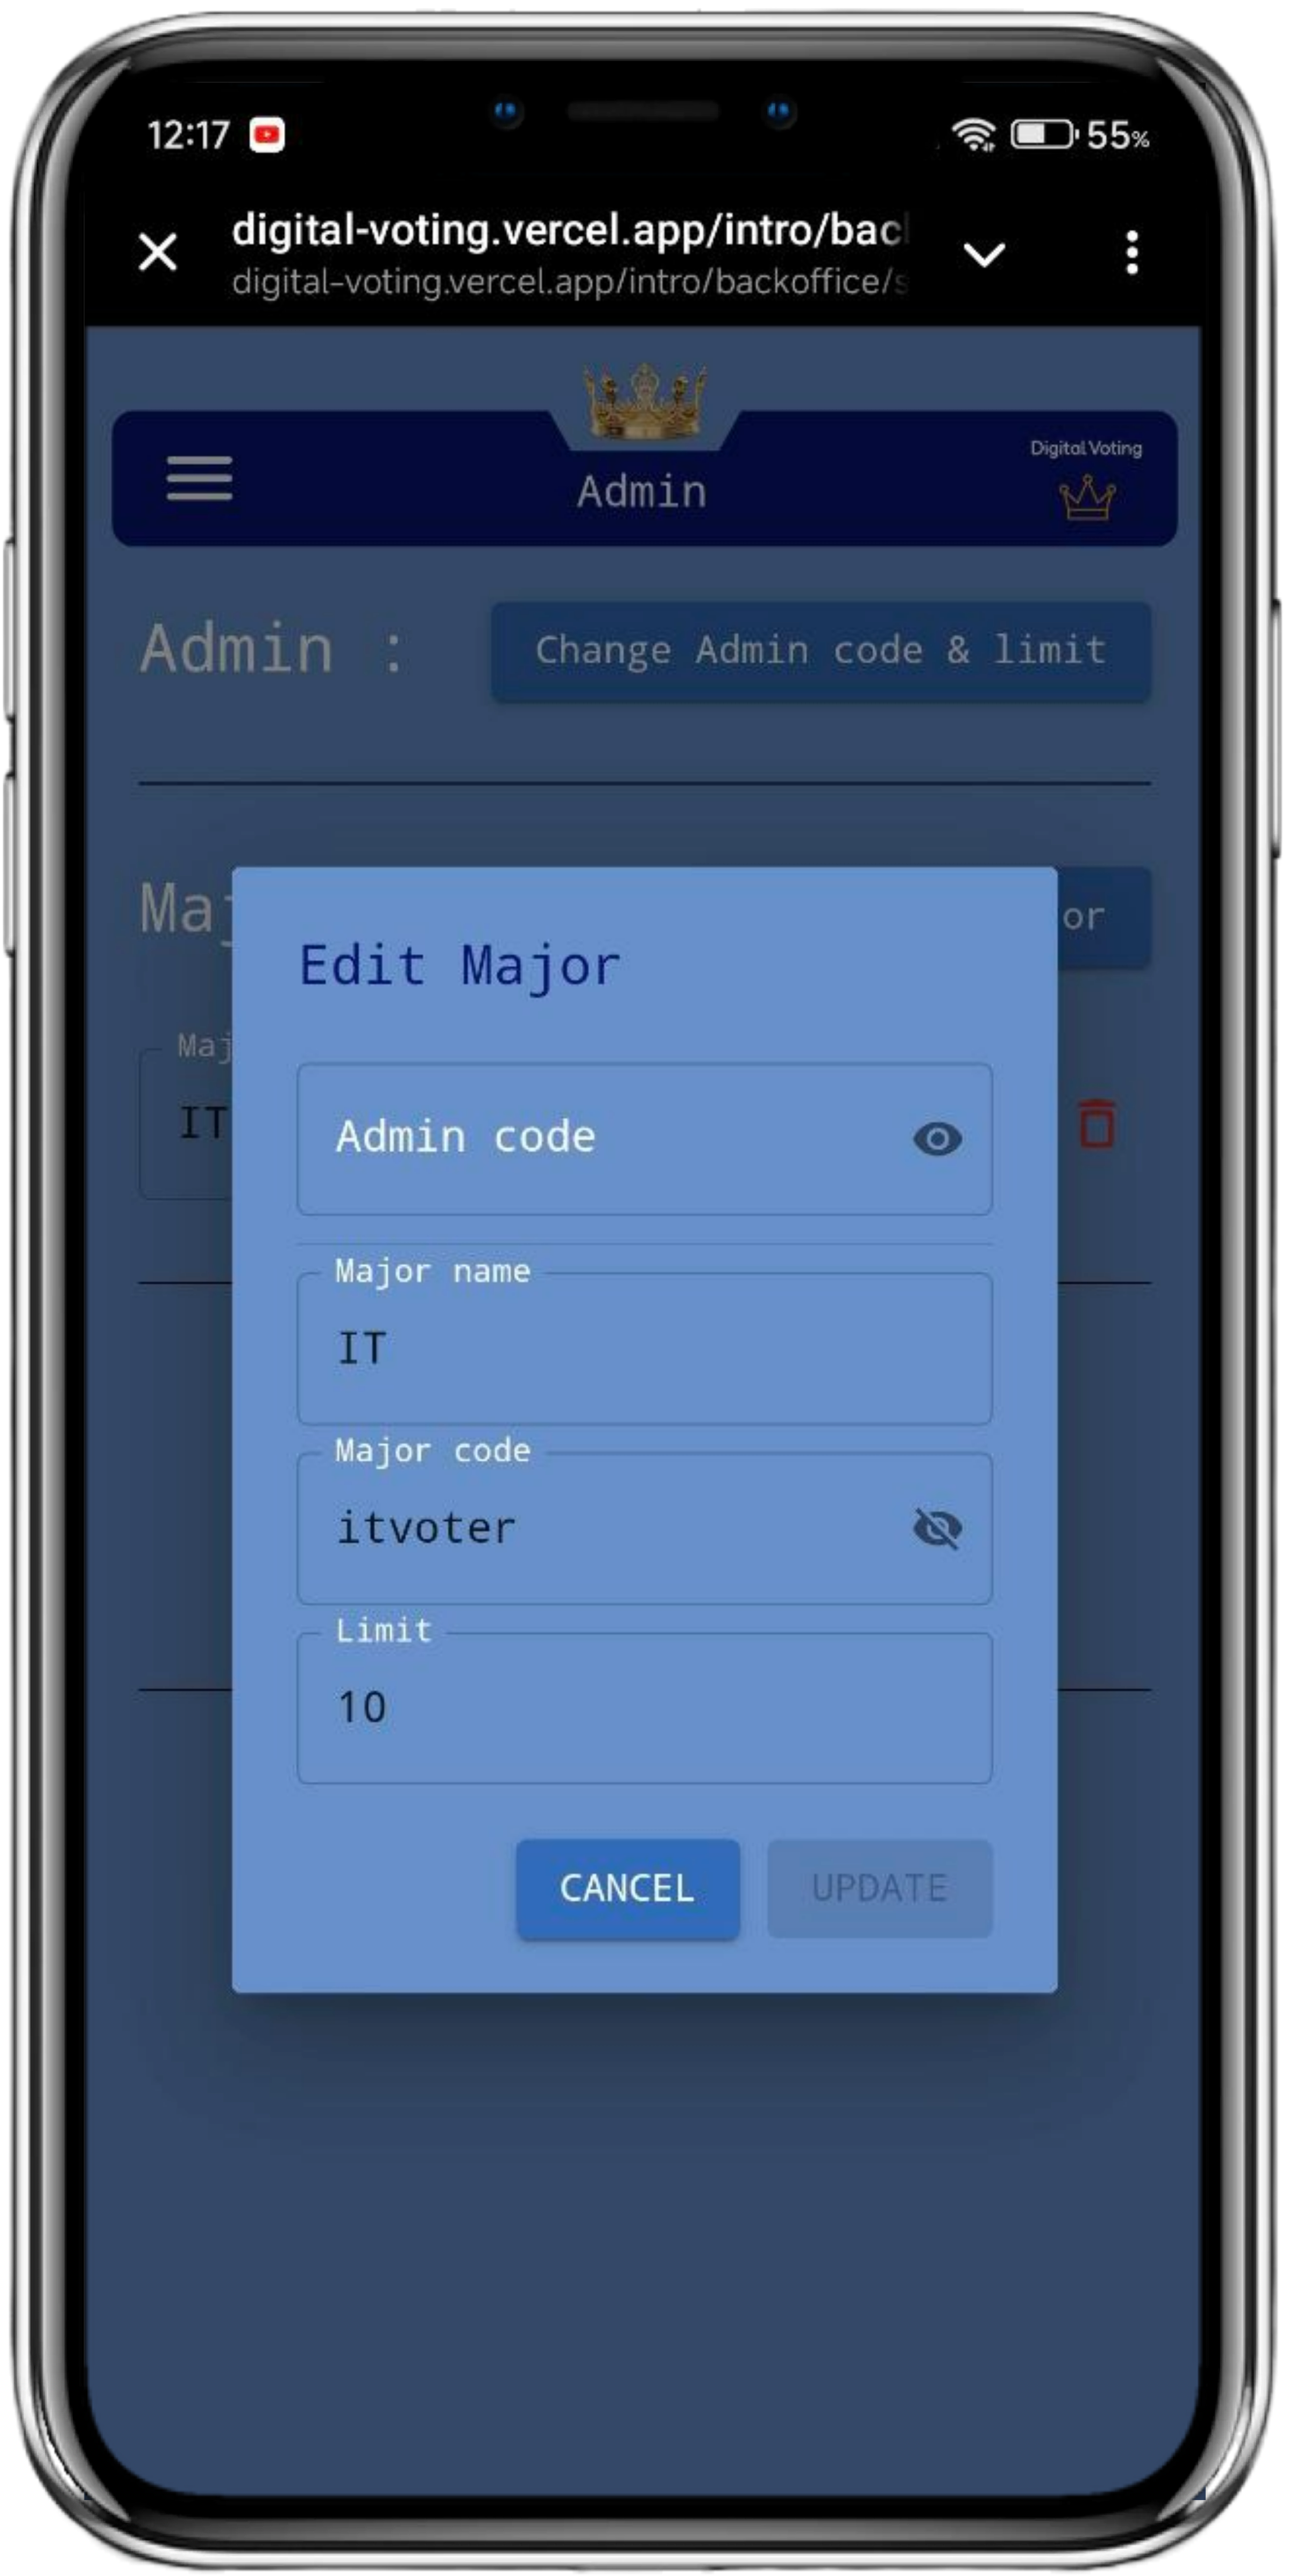 12:17
55%
digital-voting.vercel.app/intro/bac
digital-voting.vercel.app/intro/backoffice/s
Digital Voting
Admin
Admin : Change Admin code & limit
Maj
or
Edit Major
Maj
IT
Admin code
Major name
IT
Major code
itvoter
Limit
10
CANCEL UPDATE